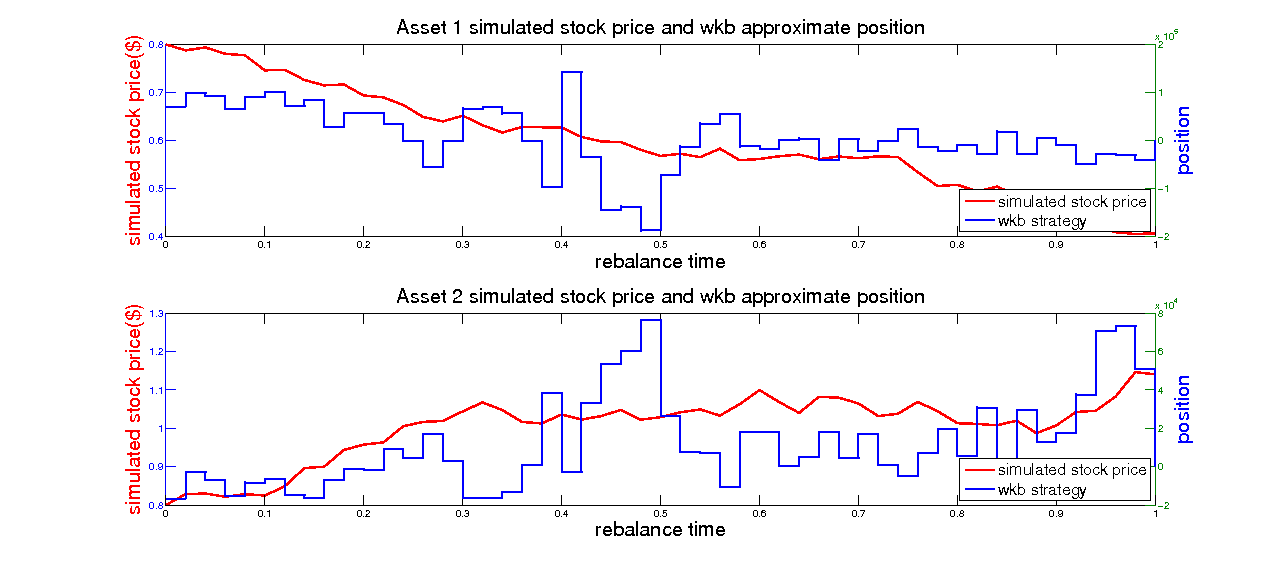 Asset 1 simulated stock price and wkb approximate position
x 10^5
0.8 0.7 0.6 0.5 0.4
simulated stock price($)
2 1 0 −1 −2
position
simulated stock price
wkb strategy
0 0.1 0.2 0.3 0.4 0.5 0.6 0.7 0.8 0.9 1
rebalance time
Asset 2 simulated stock price and wkb approximate position
x 10^4
1.3 1.2 1.1 1 0.9 0.8
simulated stock price($)
8 6 4 2 0 −2
position
simulated stock price
wkb strategy
0 0.1 0.2 0.3 0.4 0.5 0.6 0.7 0.8 0.9 1
rebalance time